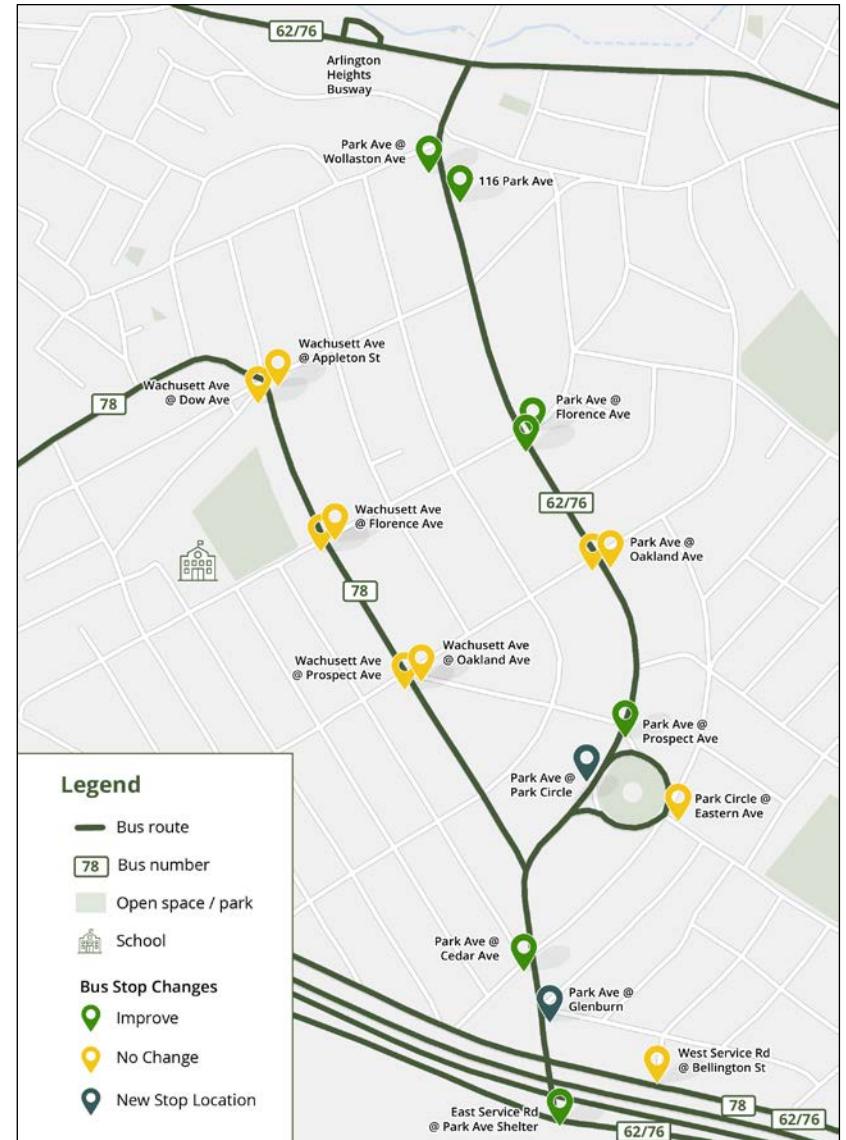 62/76
Arlington
Heights
Busway
Park Ave @
Wollaston Ave
116 Park Ave
Wachusett Ave
@ Appleton St
Wachusett Ave
@ Dow Ave
78
Park Ave @
Florence Ave
62/76
Wachusett Ave
@ Florence Ave
Park Ave @
Oakland Ave
78
Wachusett Ave
@ Oakland Ave
Wachusett Ave
@ Prospect Ave
Park Ave @
Prospect Ave
Park Ave @
Park Circle
Park Circle @
Eastern Ave
Legend
Bus route
78 Bus number
Open space / park
School
Bus Stop Changes
Improve
No Change
New Stop Location
Park Ave @
Cedar Ave
Park Ave @
Glenburn
West Service Rd
@ Bellington St
East Service Rd
@ Park Ave Shelter
78
62/76
62/76